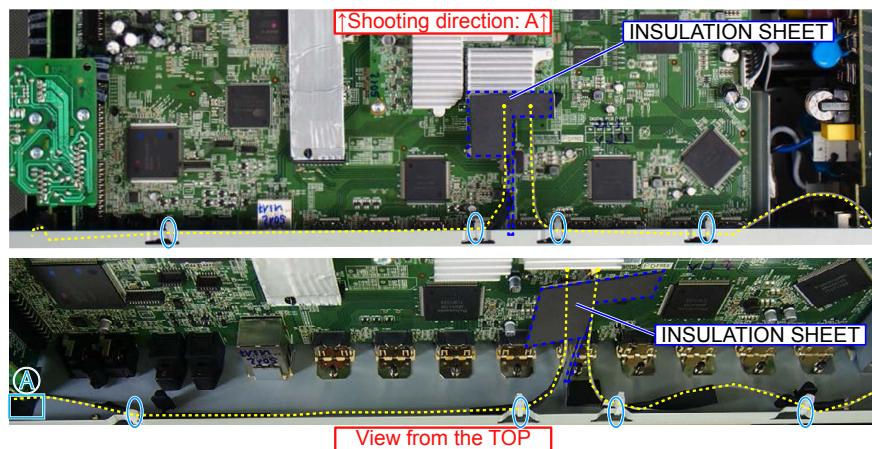 ↑Shooting direction: A↑
INSULATION SHEET
INSULATION SHEET
A
View from the TOP